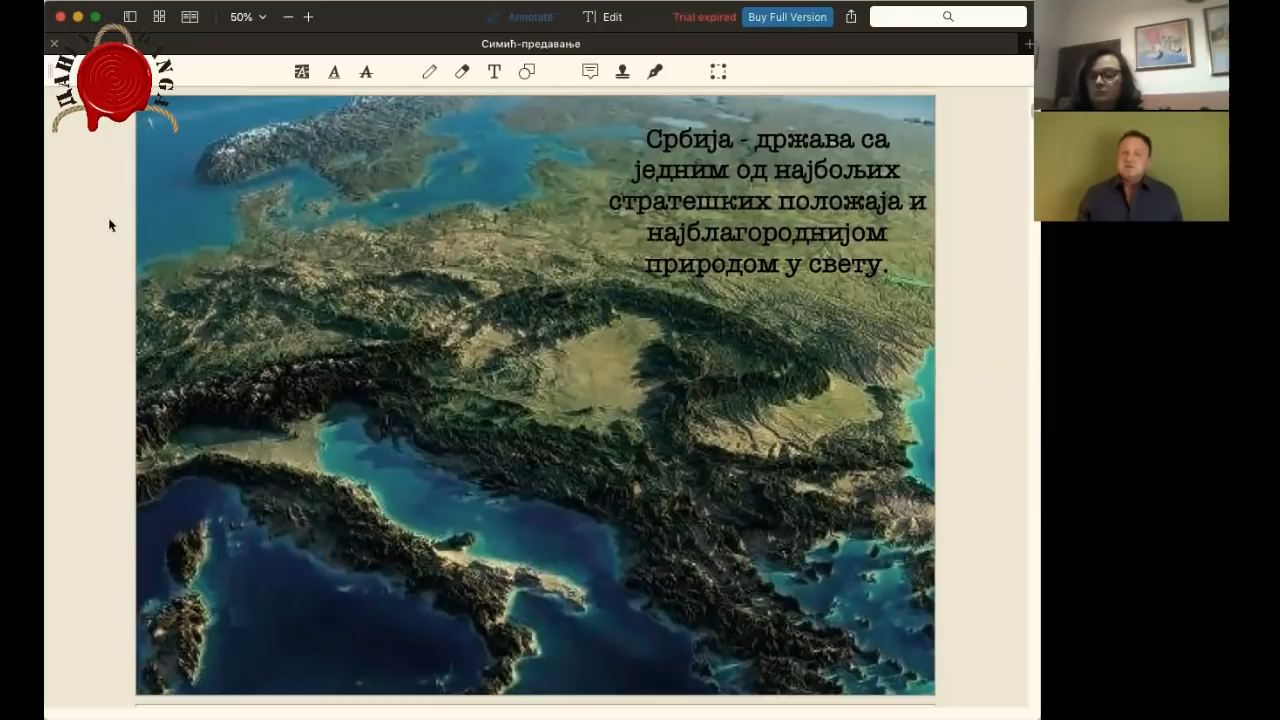 50%
Annotate
Edit
Trial expired
Buy Full Version
Симић-предавање
Србија - држава са
једним од најбољих
стратешких положаја и
најблагороднијом
природом у свету.